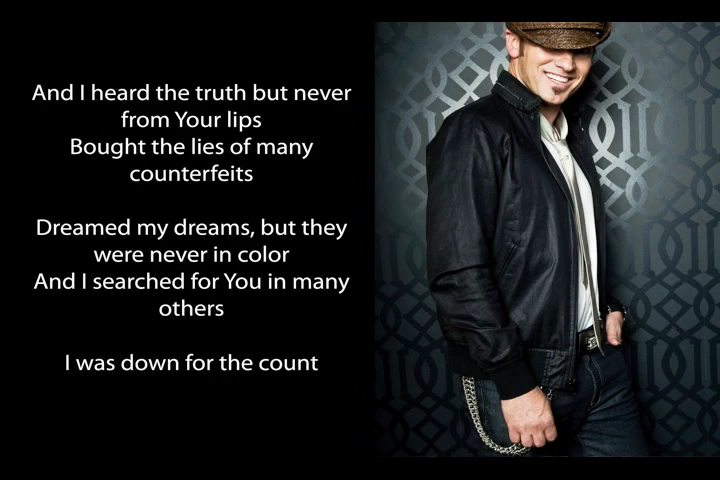 And I heard the truth but never
from Your lips
Bought the lies of many
counterfeits
Dreamed my dreams, but they
were never in color
And I searched for You in many
others
I was down for the count